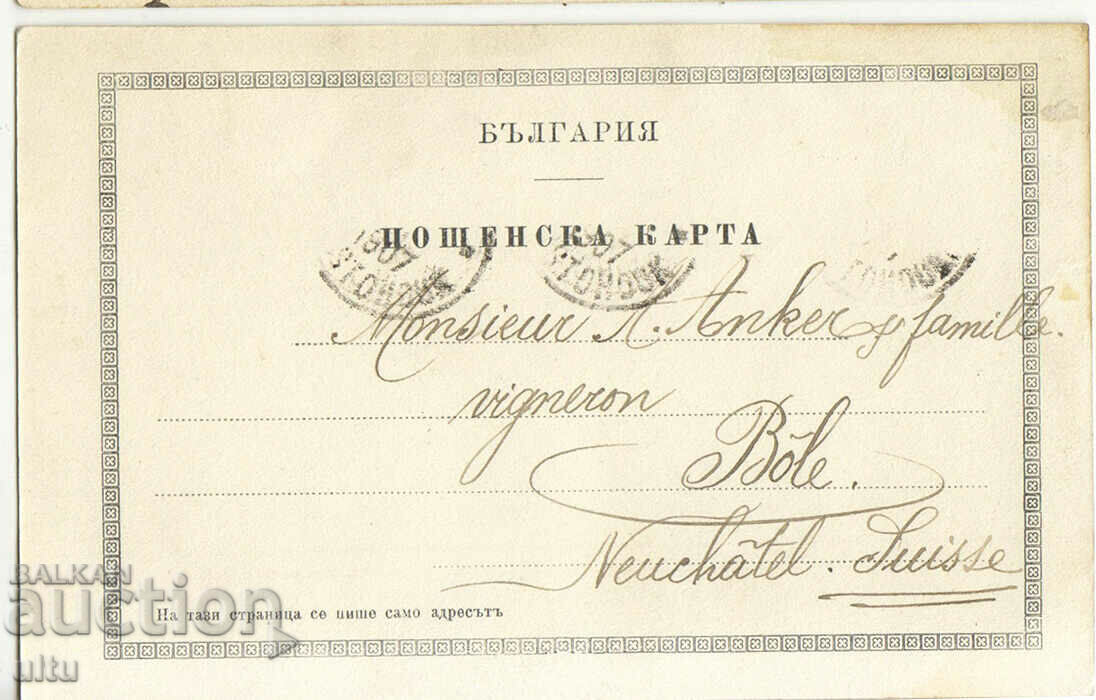 БЪЛГАРИЯ
ПОЩЕНСКА КАРТА
Monsieur A. Anker & famille.
vigneron
Bôle.
Neuchâtel. Suisse
На тази страница се пише само адресътъ
BALKAN
auction
ultu